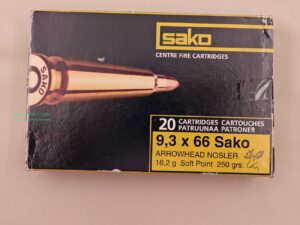 sako
CENTRE FIRE CARTRIDGES
SAKO
20 CARTRIDGES CARTOUCHES
PATRUUNAA PATRONER
9,3 x 66 Sako
ARROWHEAD NOSLER
16,2 g Soft Point 250 grs.